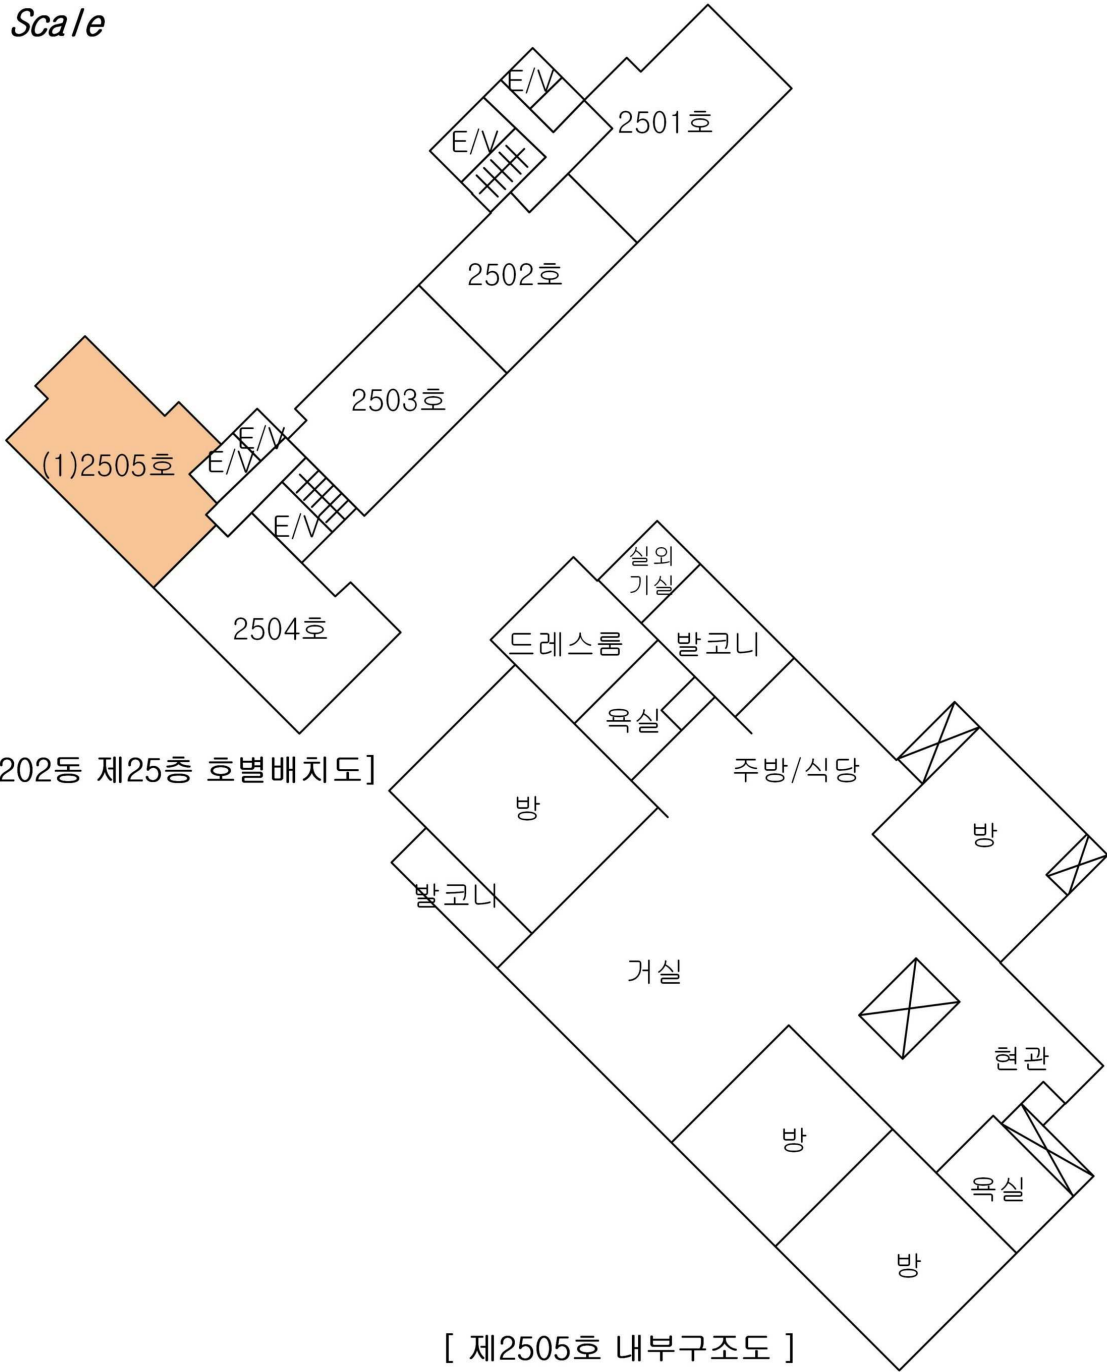 Scale
E/V
2501호
E/V
2502호
2503호
E/V
(1)2505호
E/V
E/V
2504호
202동 제25층 호별배치도]
실외
기실
드레스룸
발코니
욕실
주방/식당
방
방
발코니
거실
현관
방
욕실
방
[ 제2505호 내부구조도 ]